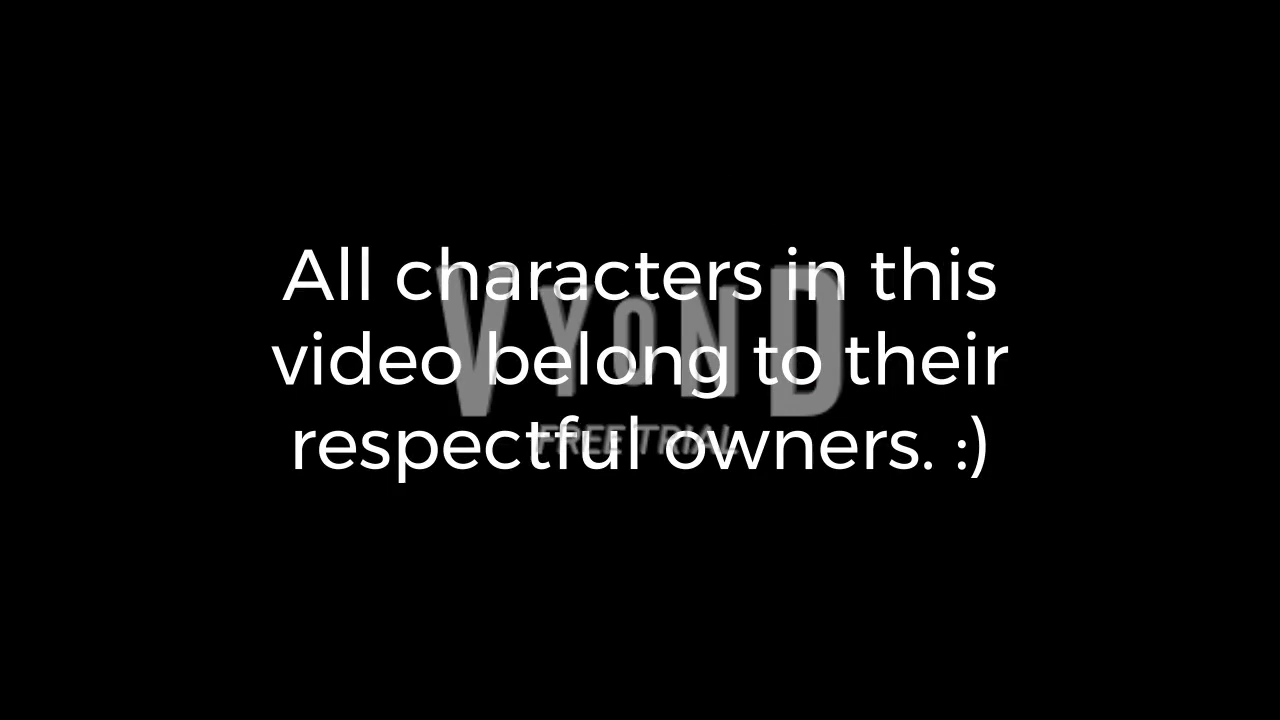 All characters in this
video belong to their
respectful owners. :)
VYOND
FREE TRIAL